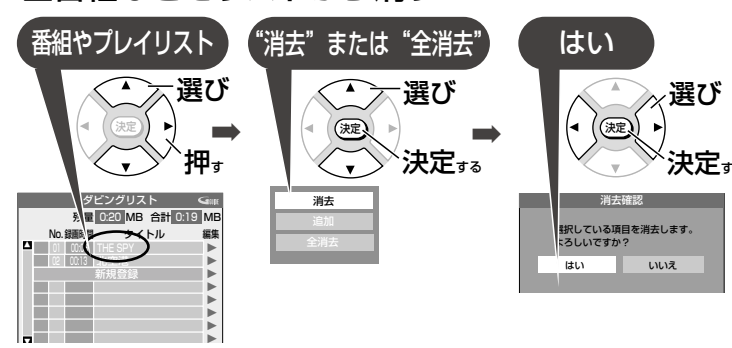 番組やプレイリスト
選び
決定
押す
ダビングリスト
残量 0:20 MB 合計 0:19 MB
No. 録画時間 タイトル 編集
01 THE SPY
02 00:13
新規登録
“消去”または“全消去”
選び
決定
決定する
消去
追加
全消去
はい
選び
決定
決定す
消去確認
選択している項目を消去します。
よろしいですか?
はい いいえ